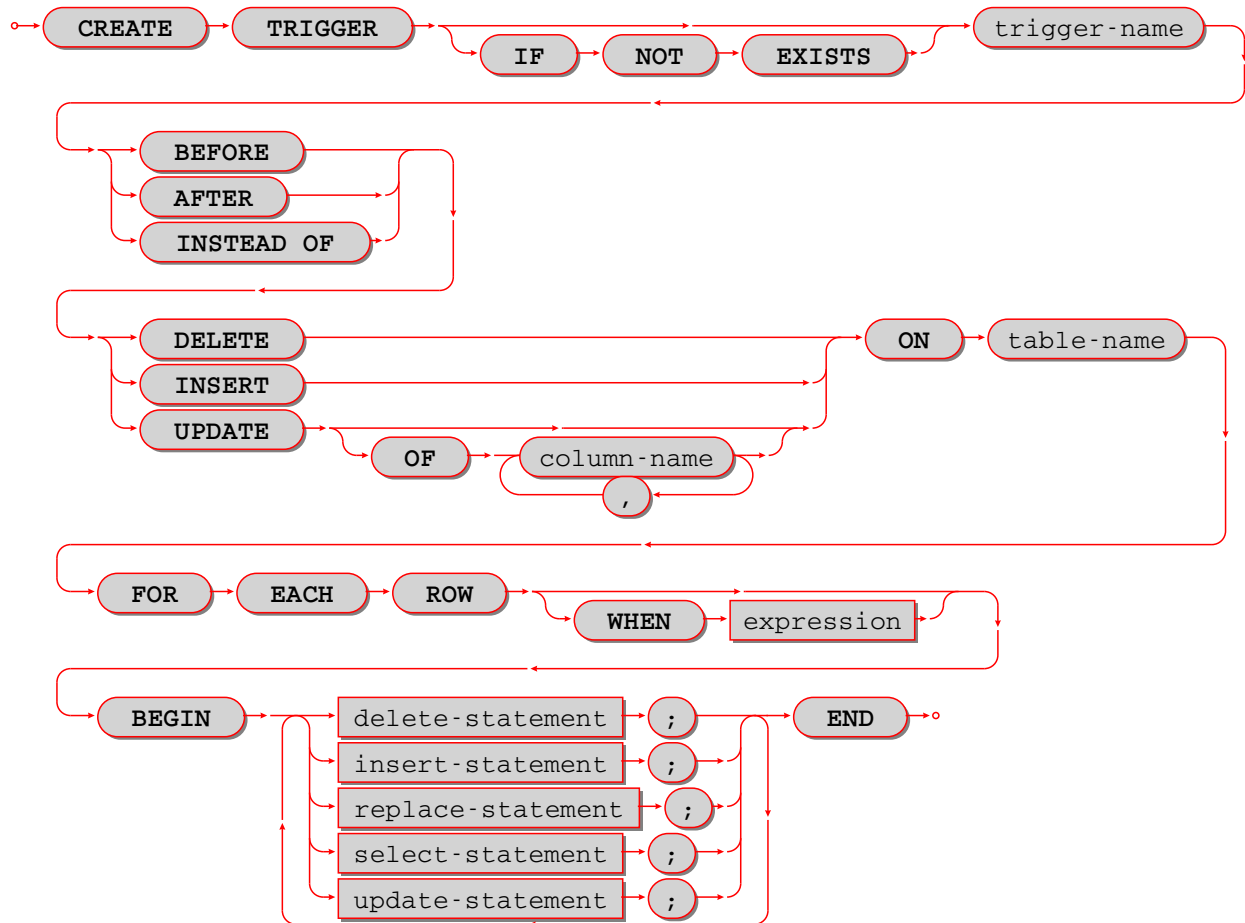 CREATE TRIGGER trigger-name
IF NOT EXISTS
BEFORE
AFTER
INSTEAD OF
DELETE ON table-name
INSERT
UPDATE
OF column-name
,
FOR EACH ROW
WHEN expression
BEGIN delete-statement ; END
insert-statement ;
replace-statement ;
select-statement ;
update-statement ;